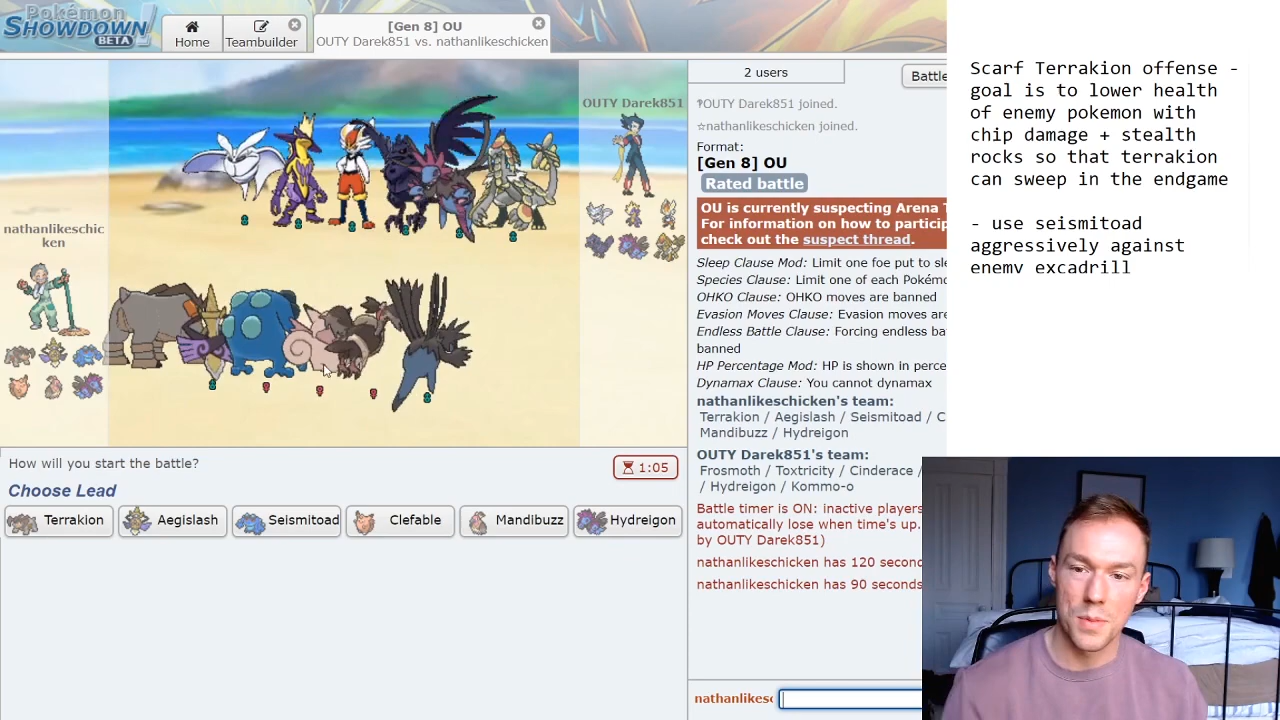 Pokémon
SHOWDOWN!
BETA
Home
Teambuilder
[Gen 8] OU
OUTY Darek851 vs. nathanlikeschicken
nathanlikeschic
ken
OUTY Darek851
2 users
Battle
☦OUTY Darek851 joined.
☆nathanlikeschicken joined.
Format:
[Gen 8] OU
Rated battle
OU is currently suspecting Arena T
For information on how to particip
check out the suspect thread.
Sleep Clause Mod: Limit one foe put to sle
Species Clause: Limit one of each Pokémo
OHKO Clause: OHKO moves are banned
Evasion Moves Clause: Evasion moves are
Endless Battle Clause: Forcing endless ba
banned
HP Percentage Mod: HP is shown in perce
Dynamax Clause: You cannot dynamax
nathanlikeschicken's team:
Terrakion / Aegislash / Seismitoad / C
Mandibuzz / Hydreigon
OUTY Darek851's team:
Frosmoth / Toxtricity / Cinderace /
/ Hydreigon / Kommo-o
Battle timer is ON: inactive players
automatically lose when time's up.
by OUTY Darek851)
nathanlikeschicken has 120 second
nathanlikeschicken has 90 seconds
nathanlikesc
How will you start the battle?
1:05
Choose Lead
Terrakion
Aegislash
Seismitoad
Clefable
Mandibuzz
Hydreigon
Scarf Terrakion offense -
goal is to lower health
of enemy pokemon with
chip damage + stealth
rocks so that terrakion
can sweep in the endgame
- use seismitoad
aggressively against
enemy excadrill